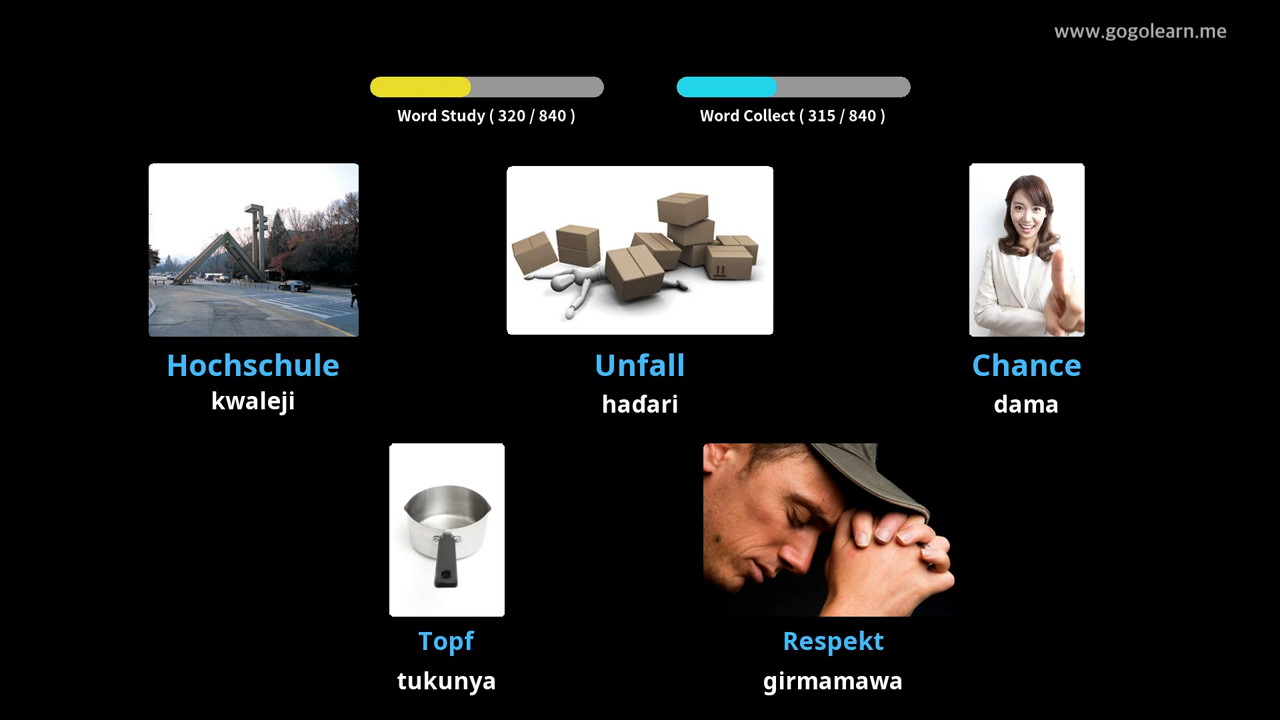 www.gogolearn.me
Word Study ( 320 / 840 )
Word Collect ( 315 / 840 )
Hochschule
kwaleji
Unfall
haɗari
Chance
dama
Topf
tukunya
Respekt
girmamawa